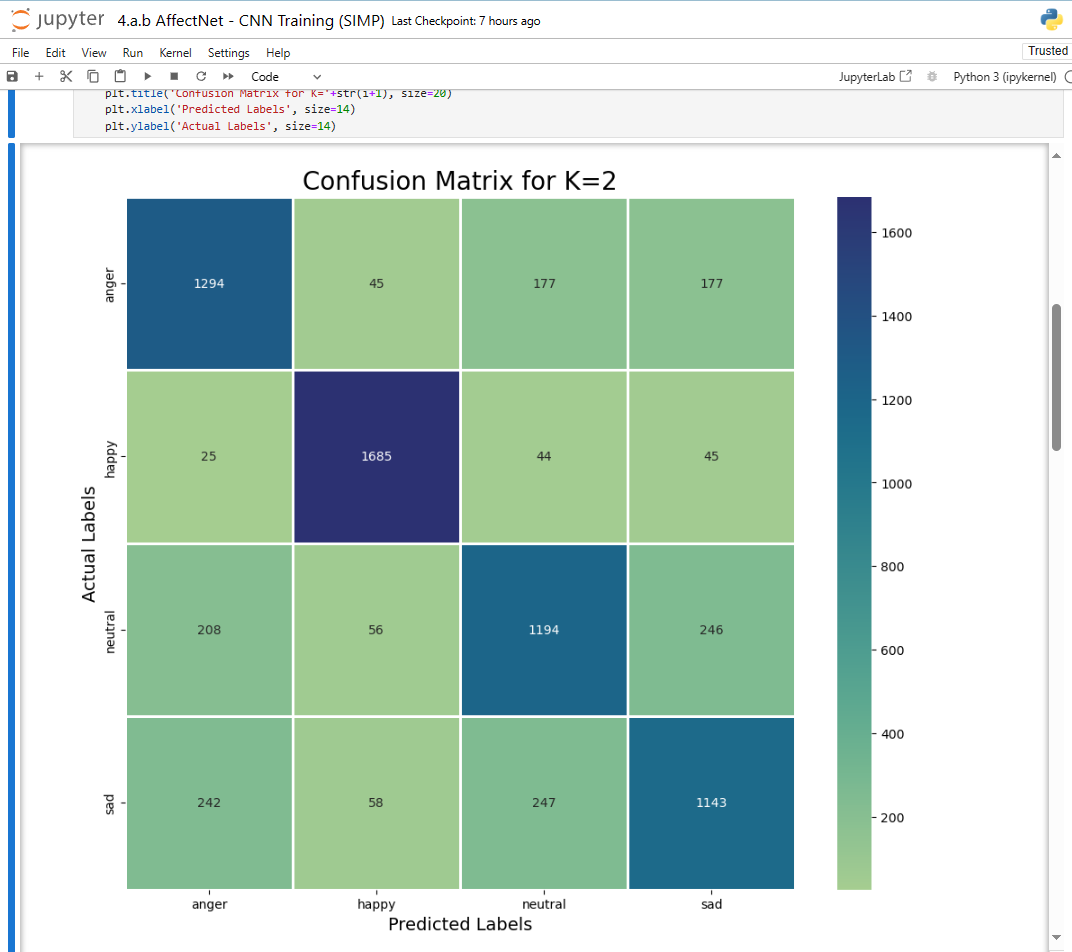 jupyter 4.a.b AffectNet - CNN Training (SIMP) Last Checkpoint: 7 hours ago
File Edit View Run Kernel Settings Help Trusted
Code JupyterLab Python 3 (ipykernel)
plt.title('Confusion Matrix for K='+str(i+1), size=20)
plt.xlabel('Predicted Labels', size=14)
plt.ylabel('Actual Labels', size=14)
Confusion Matrix for K=2
1600
anger 1294 45 177 177
1400
1200
happy 25 1685 44 45
1000
Actual Labels
800
neutral 208 56 1194 246
600
400
sad 242 58 247 1143
200
anger happy neutral sad
Predicted Labels